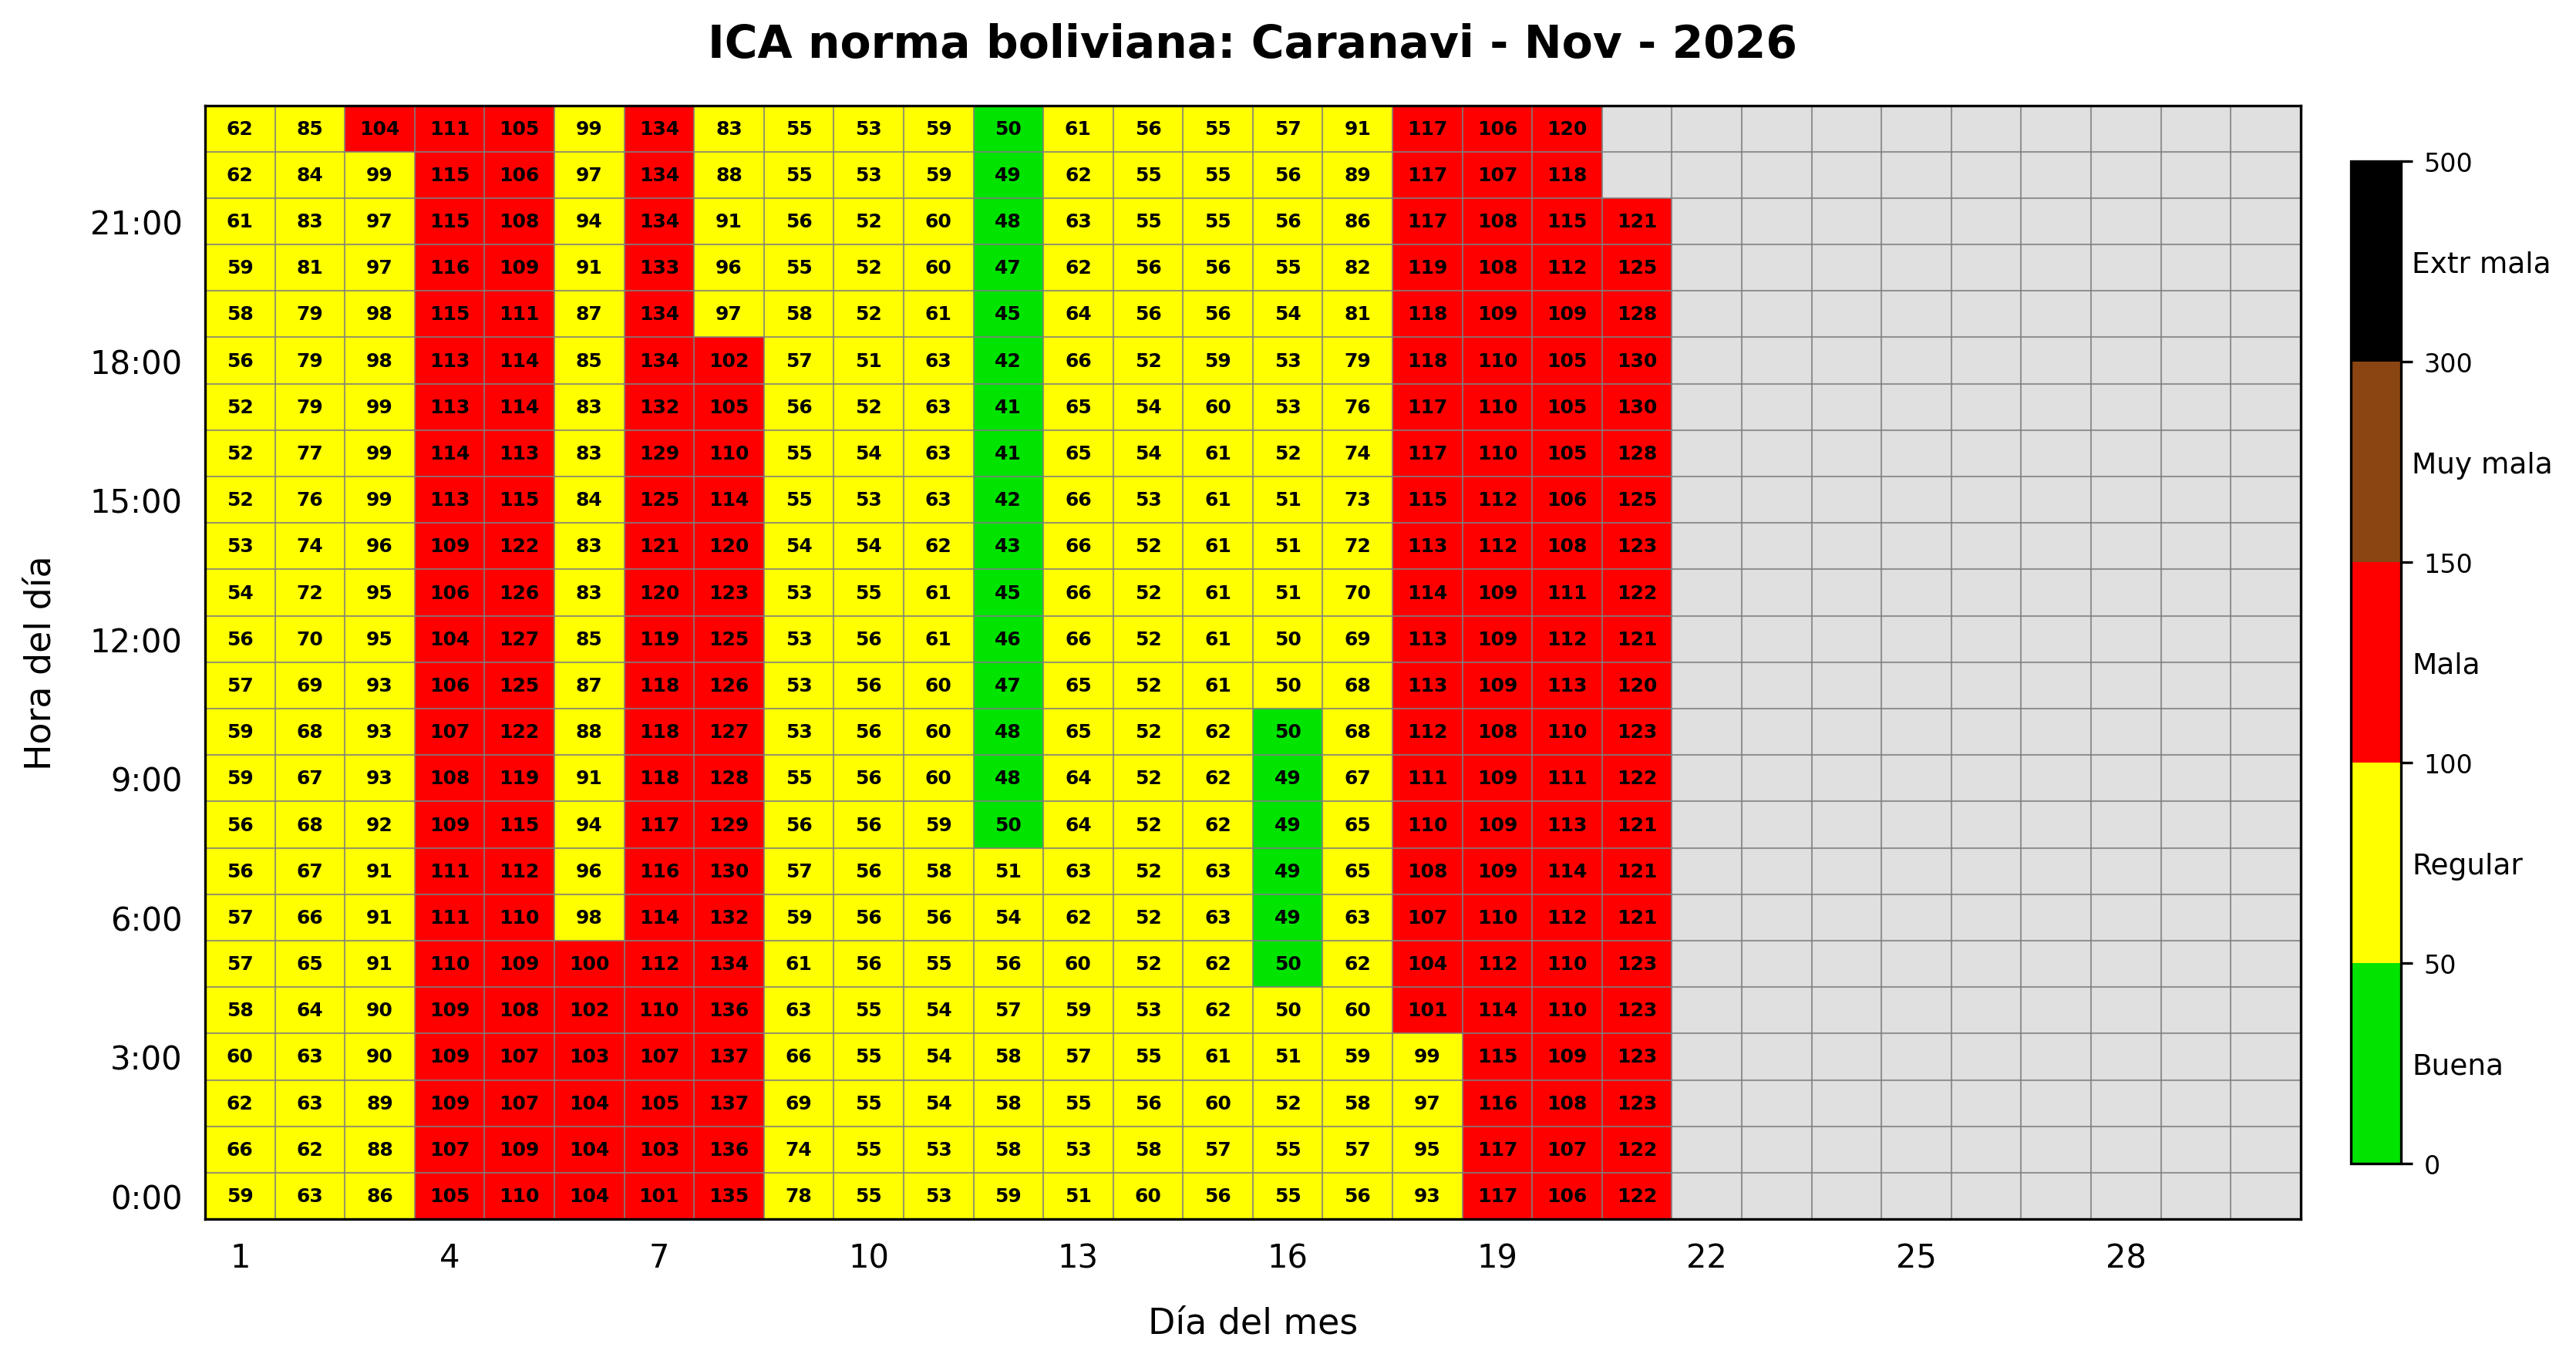 ICA norma boliviana: Caranavi - Nov - 2026
62 85 104 111 105 99 134 83 55 53 59 50 61 56 55 57 91 117 106 120
62 84 99 115 106 97 134 88 55 53 59 49 62 55 55 56 89 117 107 118
21:00 61 83 97 115 108 94 134 91 56 52 60 48 63 55 55 56 86 117 108 115 121
59 81 97 116 109 91 133 96 55 52 60 47 62 56 56 55 82 119 108 112 125
58 79 98 115 111 87 134 97 58 52 61 45 64 56 56 54 81 118 109 109 128
18:00 56 79 98 113 114 85 134 102 57 51 63 42 66 52 59 53 79 118 110 105 130
52 79 99 113 114 83 132 105 56 52 63 41 65 54 60 53 76 117 110 105 130
52 77 99 114 113 83 129 110 55 54 63 41 65 54 61 52 74 117 110 105 128
15:00 52 76 99 113 115 84 125 114 55 53 63 42 66 53 61 51 73 115 112 106 125
53 74 96 109 122 83 121 120 54 54 62 43 66 52 61 51 72 113 112 108 123
54 72 95 106 126 83 120 123 53 55 61 45 66 52 61 51 70 114 109 111 122
12:00 56 70 95 104 127 85 119 125 53 56 61 46 66 52 61 50 69 113 109 112 121
57 69 93 106 125 87 118 126 53 56 60 47 65 52 61 50 68 113 109 113 120
59 68 93 107 122 88 118 127 53 56 60 48 65 52 62 50 68 112 108 110 123
9:00 59 67 93 108 119 91 118 128 55 56 60 48 64 52 62 49 67 111 109 111 122
56 68 92 109 115 94 117 129 56 56 59 50 64 52 62 49 65 110 109 113 121
56 67 91 111 112 96 116 130 57 56 58 51 63 52 63 49 65 108 109 114 121
6:00 57 66 91 111 110 98 114 132 59 56 56 54 62 52 63 49 63 107 110 112 121
57 65 91 110 109 100 112 134 61 56 55 56 60 52 62 50 62 104 112 110 123
58 64 90 109 108 102 110 136 63 55 54 57 59 53 62 50 60 101 114 110 123
3:00 60 63 90 109 107 103 107 137 66 55 54 58 57 55 61 51 59 99 115 109 123
62 63 89 109 107 104 105 137 69 55 54 58 55 56 60 52 58 97 116 108 123
66 62 88 107 109 104 103 136 74 55 53 58 53 58 57 55 57 95 117 107 122
0:00 59 63 86 105 110 104 101 135 78 55 53 59 51 60 56 55 56 93 117 106 122
1 4 7 10 13 16 19 22 25 28
Día del mes
Hora del día
500
Extr mala
300
Muy mala
150
Mala
100
Regular
50
Buena
0